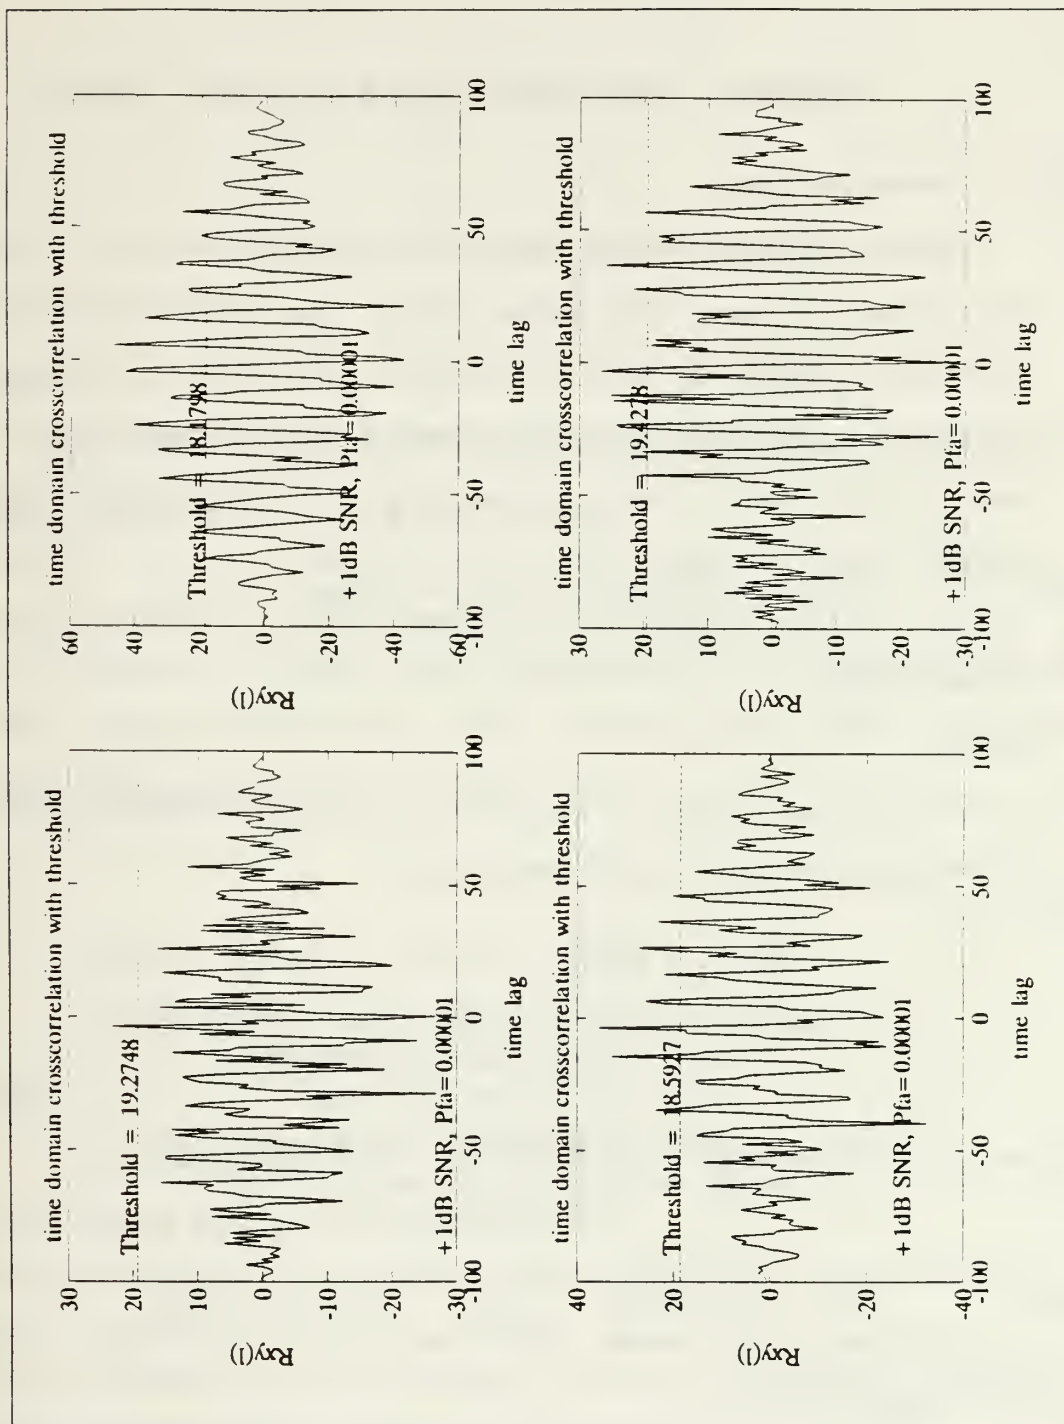 time domain crosscorrelation with threshold
30
20
10
0
-10
-20
-30
Rxy(l)
Threshold = 19.2748
+1dB SNR, Pfa=0.000001
-100
-50
0
50
100
time lag
time domain crosscorrelation with threshold
60
40
20
0
-20
-40
-60
Rxy(l)
Threshold = 18.1798
+1dB SNR, Pfa=0.000001
-100
-50
0
50
100
time lag
time domain crosscorrelation with threshold
40
20
0
-20
-40
Rxy(l)
Threshold = 18.5927
+1dB SNR, Pfa=0.000001
-100
-50
0
50
100
time lag
time domain crosscorrelation with threshold
30
20
10
0
-10
-20
-30
Rxy(l)
Threshold = 19.4278
+1dB SNR, Pfa=0.000001
-100
-50
0
50
100
time lag